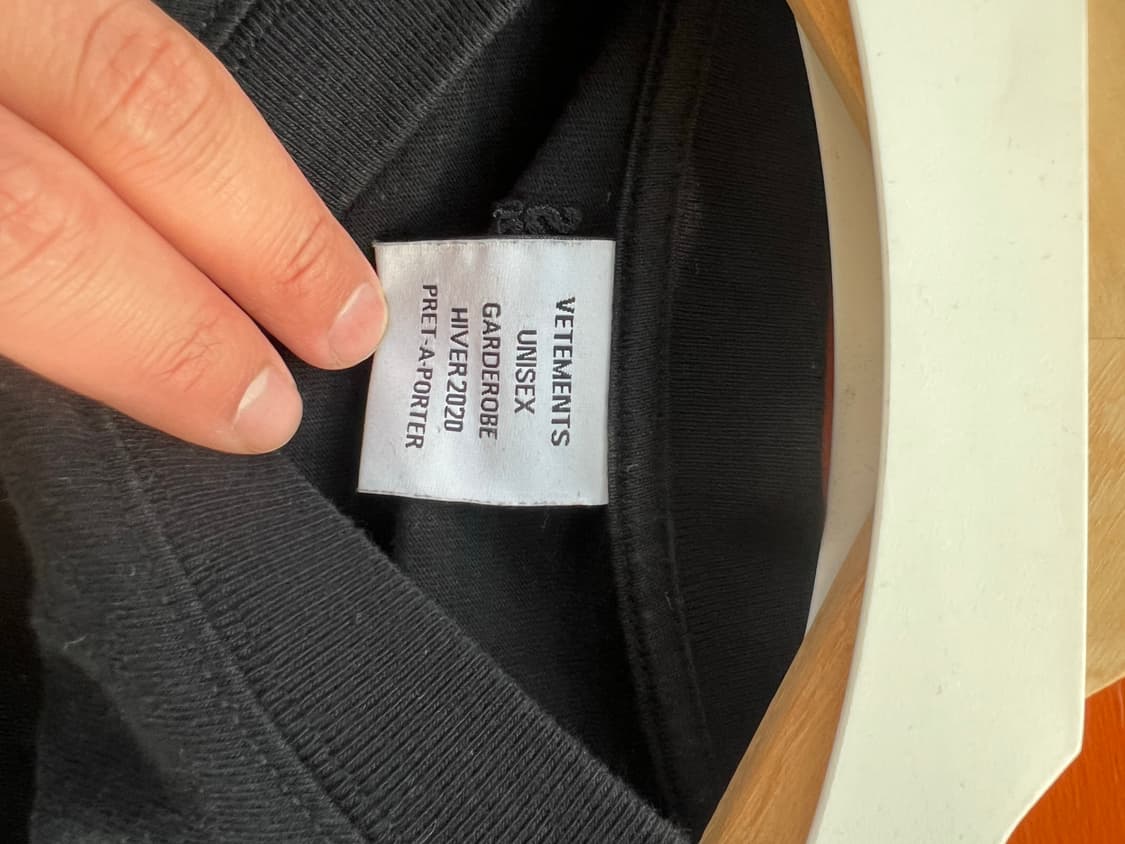 VETEMENTS
UNISEX
GARDEROBE
HIVER 2020
PRET-A-PORTER